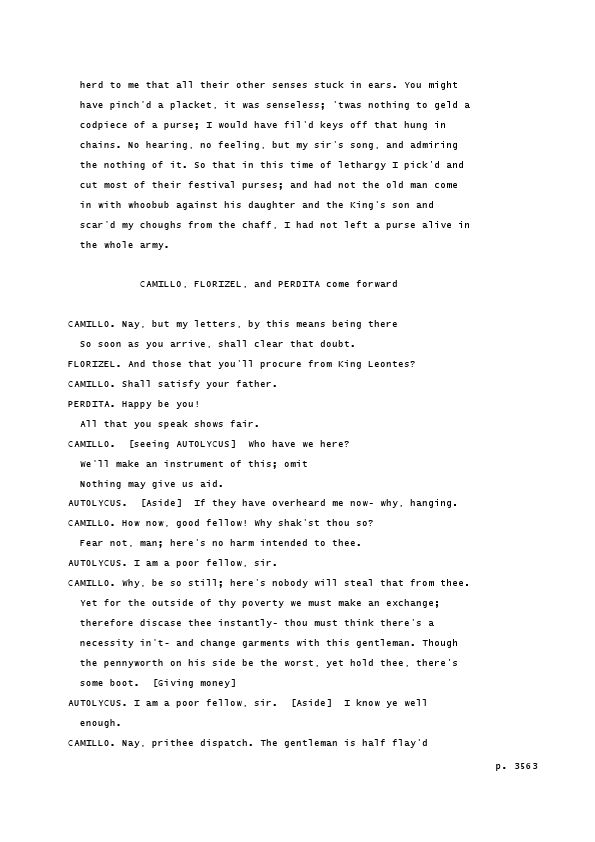 herd to me that all their other senses stuck in ears. You might
have pinch'd a placket, it was senseless; 'twas nothing to geld a
codpiece of a purse; I would have fil'd keys off that hung in
chains. No hearing, no feeling, but my sir's song, and admiring
the nothing of it. So that in this time of lethargy I pick'd and
cut most of their festival purses; and had not the old man come
in with whoobub against his daughter and the King's son and
scar'd my choughs from the chaff, I had not left a purse alive in
the whole army.
CAMILLO, FLORIZEL, and PERDITA come forward
CAMILLO. Nay, but my letters, by this means being there
So soon as you arrive, shall clear that doubt.
FLORIZEL. And those that you'll procure from King Leontes?
CAMILLO. Shall satisfy your father.
PERDITA. Happy be you!
All that you speak shows fair.
CAMILLO. [seeing AUTOLYCUS] Who have we here?
We'll make an instrument of this; omit
Nothing may give us aid.
AUTOLYCUS. [Aside] If they have overheard me now- why, hanging.
CAMILLO. How now, good fellow! Why shak'st thou so?
Fear not, man; here's no harm intended to thee.
AUTOLYCUS. I am a poor fellow, sir.
CAMILLO. Why, be so still; here's nobody will steal that from thee.
Yet for the outside of thy poverty we must make an exchange;
therefore discase thee instantly- thou must think there's a
necessity in't- and change garments with this gentleman. Though
the pennyworth on his side be the worst, yet hold thee, there's
some boot. [Giving money]
AUTOLYCUS. I am a poor fellow, sir. [Aside] I know ye well
enough.
CAMILLO. Nay, prithee dispatch. The gentleman is half flay'd
p. 3563